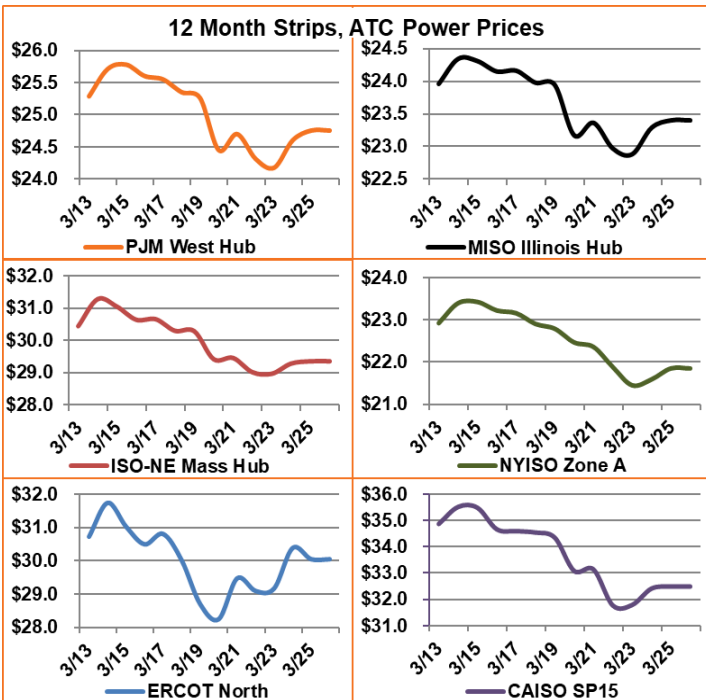 12 Month Strips, ATC Power Prices
$26.0
$25.5
$25.0
$24.5
$24.0
3/13 3/15 3/17 3/19 3/21 3/23 3/25
PJM West Hub
$24.5
$24.0
$23.5
$23.0
$22.5
3/13 3/15 3/17 3/19 3/21 3/23 3/25
MISO Illinois Hub
$32.0
$31.0
$30.0
$29.0
$28.0
3/13 3/15 3/17 3/19 3/21 3/23 3/25
ISO-NE Mass Hub
$24.0
$23.0
$22.0
$21.0
3/13 3/15 3/17 3/19 3/21 3/23 3/25
NYISO Zone A
$32.0
$31.0
$30.0
$29.0
$28.0
3/13 3/15 3/17 3/19 3/21 3/23 3/25
ERCOT North
$36.0
$35.0
$34.0
$33.0
$32.0
$31.0
3/13 3/15 3/17 3/19 3/21 3/23 3/25
CAISO SP15